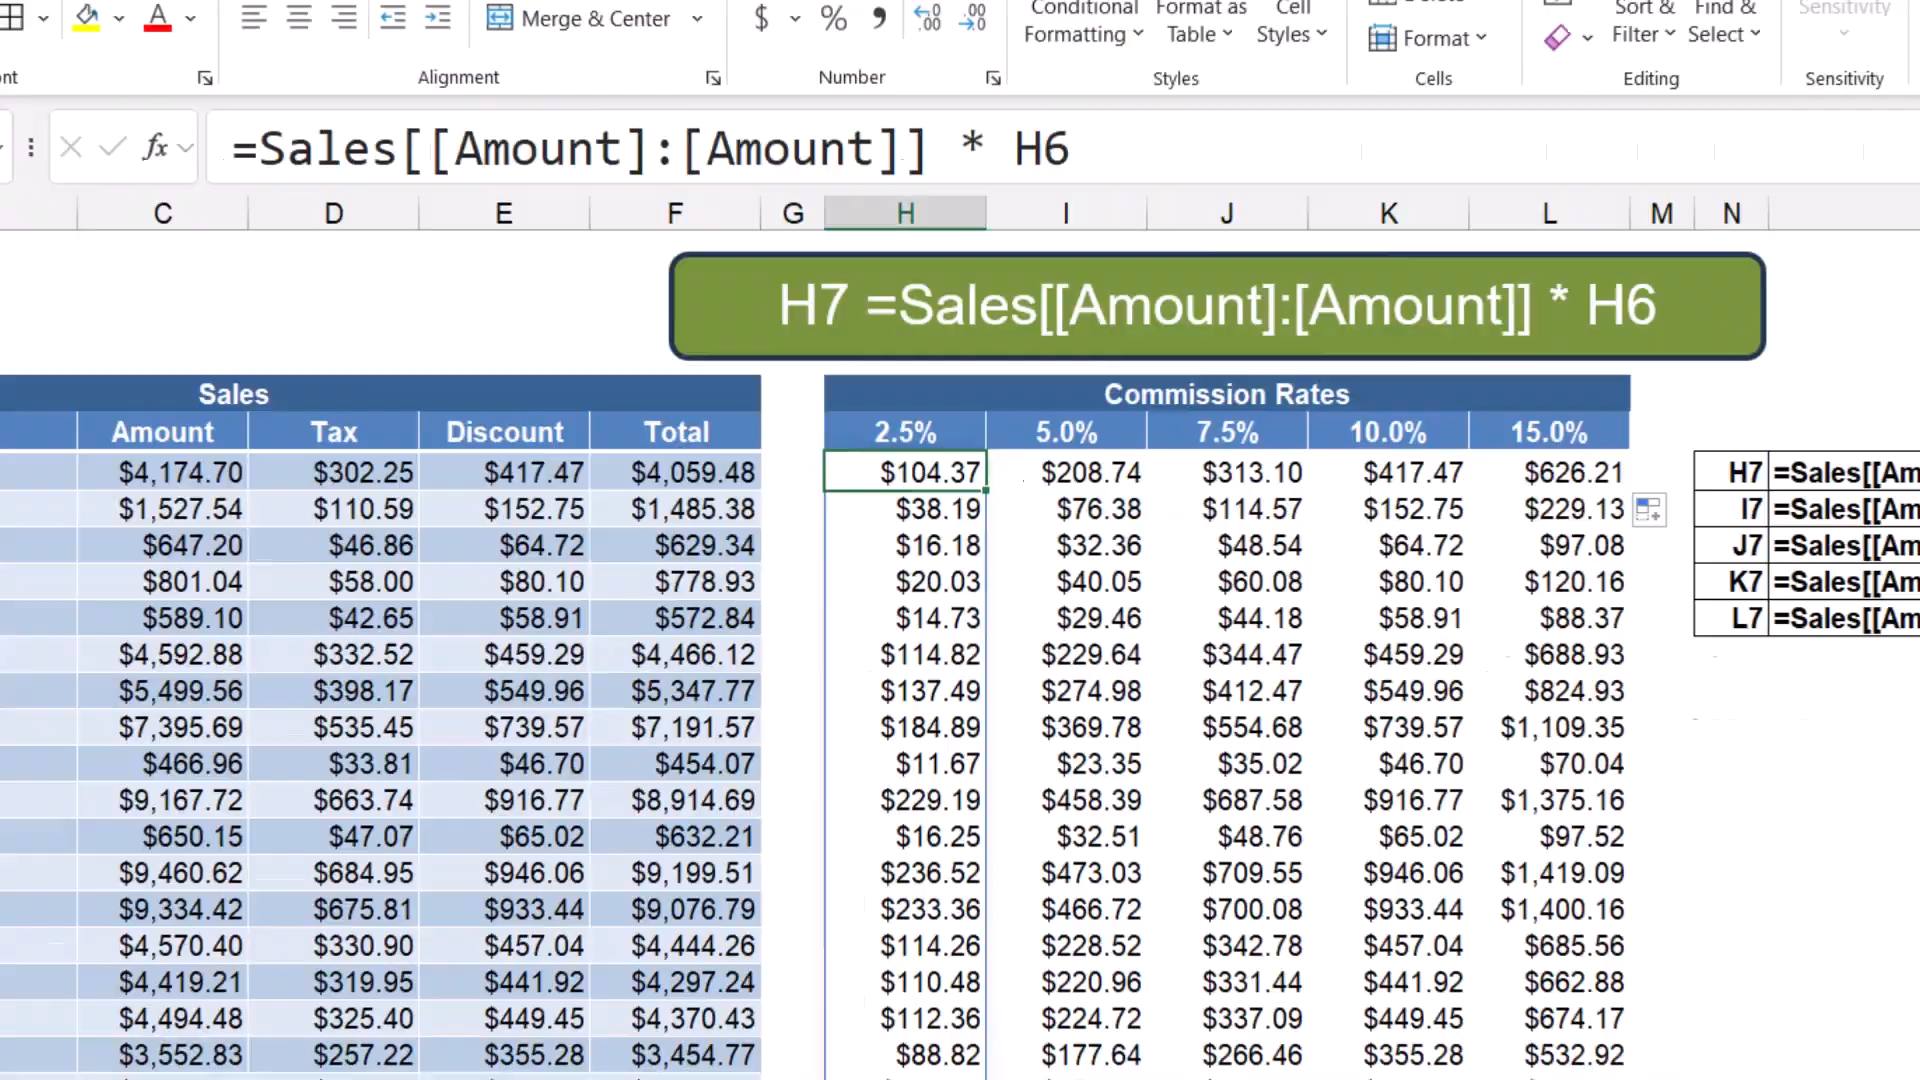 Merge & Center
$ % 9
Conditional
Formatting
Format as
Table
Cell
Styles
Format
Sort &
Filter
Find &
Select
Sensitivity
nt
Alignment
Number
Styles
Cells
Editing
Sensitivity
fx
=Sales[[Amount]:[Amount]] * H6
C D E F G H I J K L M N
H7 =Sales[[Amount]:[Amount]] * H6
Sales Commission Rates
Amount Tax Discount Total 2.5% 5.0% 7.5% 10.0% 15.0%
$4,174.70 $302.25 $417.47 $4,059.48 $104.37 $208.74 $313.10 $417.47 $626.21 H7 =Sales[[Am
$1,527.54 $110.59 $152.75 $1,485.38 $38.19 $76.38 $114.57 $152.75 $229.13 I7 =Sales[[Am
$647.20 $46.86 $64.72 $629.34 $16.18 $32.36 $48.54 $64.72 $97.08 J7 =Sales[[Am
$801.04 $58.00 $80.10 $778.93 $20.03 $40.05 $60.08 $80.10 $120.16 K7 =Sales[[Am
$589.10 $42.65 $58.91 $572.84 $14.73 $29.46 $44.18 $58.91 $88.37 L7 =Sales[[Am
$4,592.88 $332.52 $459.29 $4,466.12 $114.82 $229.64 $344.47 $459.29 $688.93
$5,499.56 $398.17 $549.96 $5,347.77 $137.49 $274.98 $412.47 $549.96 $824.93
$7,395.69 $535.45 $739.57 $7,191.57 $184.89 $369.78 $554.68 $739.57 $1,109.35
$466.96 $33.81 $46.70 $454.07 $11.67 $23.35 $35.02 $46.70 $70.04
$9,167.72 $663.74 $916.77 $8,914.69 $229.19 $458.39 $687.58 $916.77 $1,375.16
$650.15 $47.07 $65.02 $632.21 $16.25 $32.51 $48.76 $65.02 $97.52
$9,460.62 $684.95 $946.06 $9,199.51 $236.52 $473.03 $709.55 $946.06 $1,419.09
$9,334.42 $675.81 $933.44 $9,076.79 $233.36 $466.72 $700.08 $933.44 $1,400.16
$4,570.40 $330.90 $457.04 $4,444.26 $114.26 $228.52 $342.78 $457.04 $685.56
$4,419.21 $319.95 $441.92 $4,297.24 $110.48 $220.96 $331.44 $441.92 $662.88
$4,494.48 $325.40 $449.45 $4,370.43 $112.36 $224.72 $337.09 $449.45 $674.17
$3,552.83 $257.22 $355.28 $3,454.77 $88.82 $177.64 $266.46 $355.28 $532.92